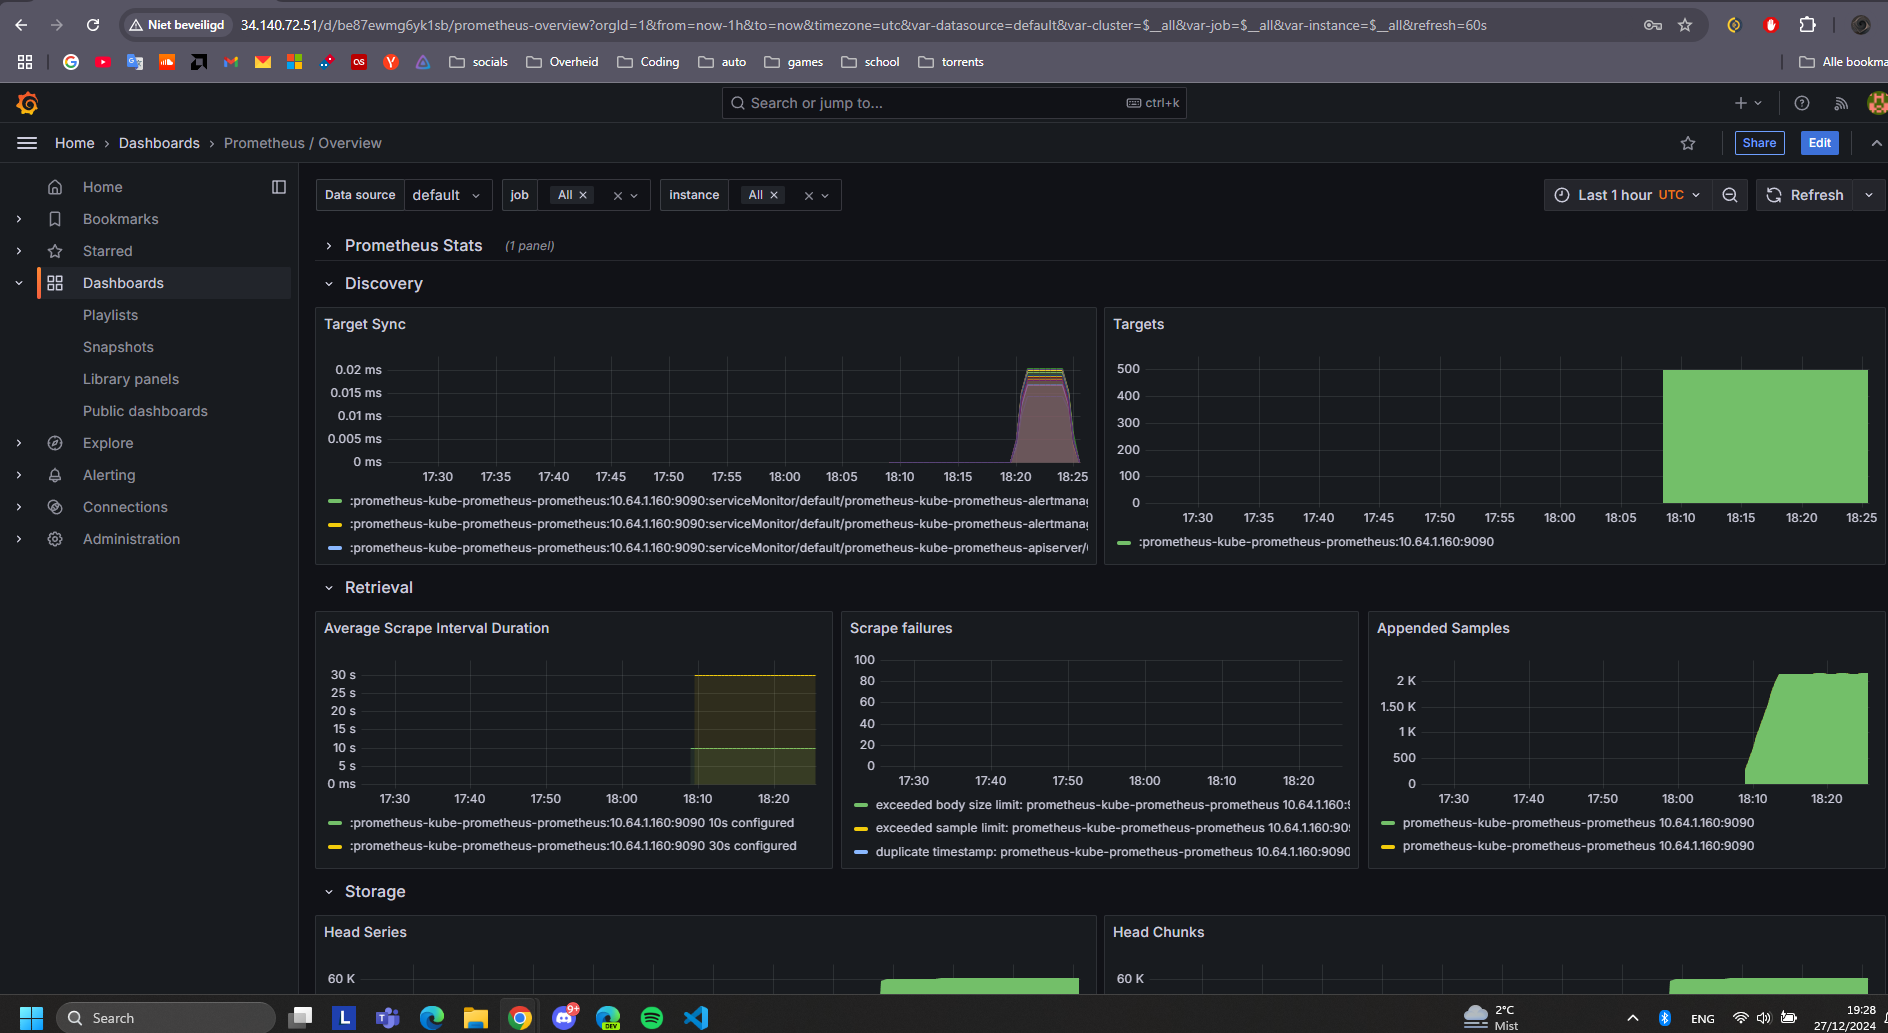 Niet beveiligd 34.140.72.51/d/be87ewmg6yk1sb/prometheus-overview?orgId=1&from=now-1h&to=now&timezone=utc&var-datasource=default&var-cluster=$__all&var-job=$__all&var-instance=$__all&refresh=60s
socials Overheid Coding auto games school torrents Alle bookma
Search or jump to... ctrl+k
Home › Dashboards › Prometheus / Overview Share Edit
Home
Bookmarks
Starred
Dashboards
Playlists
Snapshots
Library panels
Public dashboards
Explore
Alerting
Connections
Administration
Data source default job All instance All Last 1 hour UTC Refresh
Prometheus Stats (1 panel)
Discovery
Target Sync
0.02 ms
0.015 ms
0.01 ms
0.005 ms
0 ms
17:30 17:35 17:40 17:45 17:50 17:55 18:00 18:05 18:10 18:15 18:20 18:25
:prometheus-kube-prometheus-prometheus:10.64.1.160:9090:serviceMonitor/default/prometheus-kube-prometheus-alertmanag
:prometheus-kube-prometheus-prometheus:10.64.1.160:9090:serviceMonitor/default/prometheus-kube-prometheus-alertmanag
:prometheus-kube-prometheus-prometheus:10.64.1.160:9090:serviceMonitor/default/prometheus-kube-prometheus-apiserver/
Targets
500
400
300
200
100
0
17:30 17:35 17:40 17:45 17:50 17:55 18:00 18:05 18:10 18:15 18:20 18:25
:prometheus-kube-prometheus-prometheus:10.64.1.160:9090
Retrieval
Average Scrape Interval Duration
30 s
25 s
20 s
15 s
10 s
5 s
0 ms
17:30 17:40 17:50 18:00 18:10 18:20
:prometheus-kube-prometheus-prometheus:10.64.1.160:9090 10s configured
:prometheus-kube-prometheus-prometheus:10.64.1.160:9090 30s configured
Scrape failures
100
80
60
40
20
0
17:30 17:40 17:50 18:00 18:10 18:20
exceeded body size limit: prometheus-kube-prometheus-prometheus 10.64.1.160:9
exceeded sample limit: prometheus-kube-prometheus-prometheus 10.64.1.160:909
duplicate timestamp: prometheus-kube-prometheus-prometheus 10.64.1.160:9090
Appended Samples
2 K
1.50 K
1 K
500
0
17:30 17:40 17:50 18:00 18:10 18:20
prometheus-kube-prometheus-prometheus 10.64.1.160:9090
prometheus-kube-prometheus-prometheus 10.64.1.160:9090
Storage
Head Series
60 K
Head Chunks
60 K
Search L 9+ DEV 2°C Mist ENG 19:28 27/12/2024